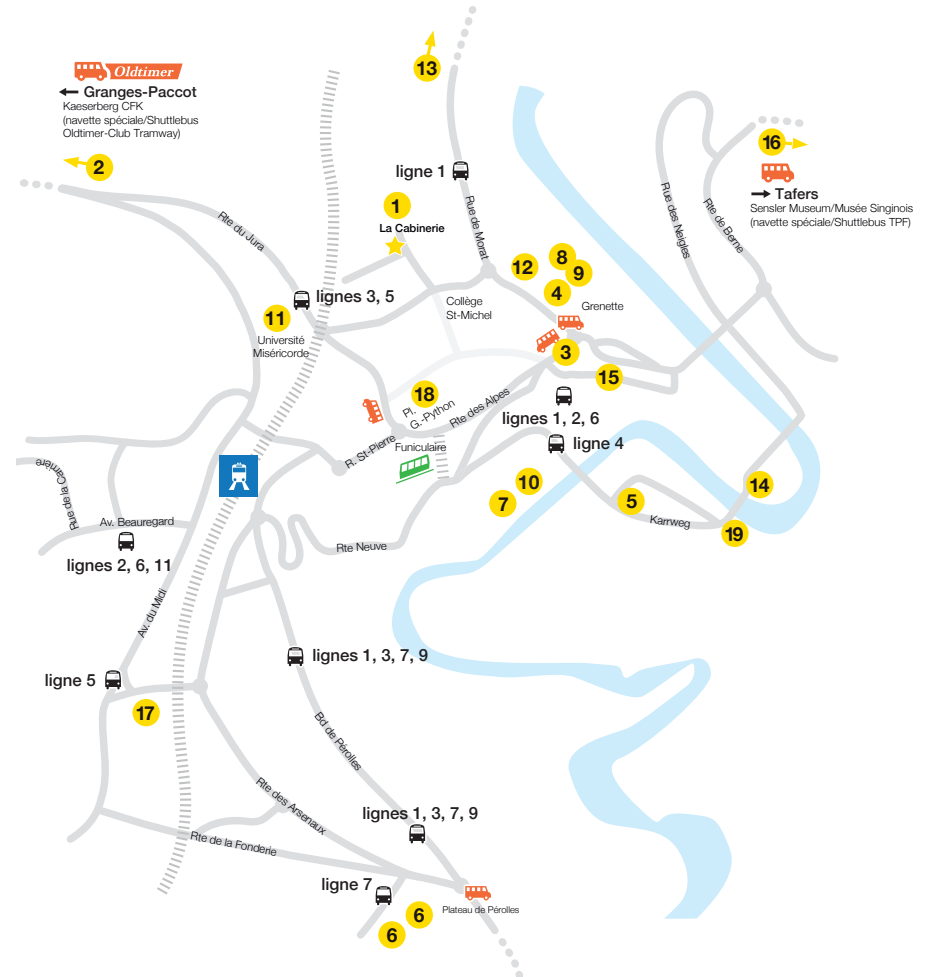 13
Oldtimer
Granges-Paccot
Kaeserberg CFK
(navette spéciale/Shuttlebus
Oldtimer-Club Tramway)
2
16
Tafers
Sensler Museum/Musée Singinois
(navette spéciale/Shuttlebus TPF)
ligne 1
1
La Cabinerie
Rue de Morat
Rte du Jura
Rue des Neigles
Rte de Berne
12
8
9
4
Grenette
lignes 3, 5
11
Université
Miséricorde
Collège
St-Michel
3
15
18
Pl.
G.-Python
Rte des Alpes
lignes 1, 2, 6
ligne 4
R. St-Pierre
Funiculaire
10
7
5
14
19
Karrweg
Rue de la Carrière
Av. Beauregard
lignes 2, 6, 11
Rte Neuve
Av. du Midi
lignes 1, 3, 7, 9
ligne 5
17
Bd de Pérolles
Rte des Arsenaux
lignes 1, 3, 7, 9
Rte de la Fonderie
ligne 7
6
6
Plateau de Pérolles